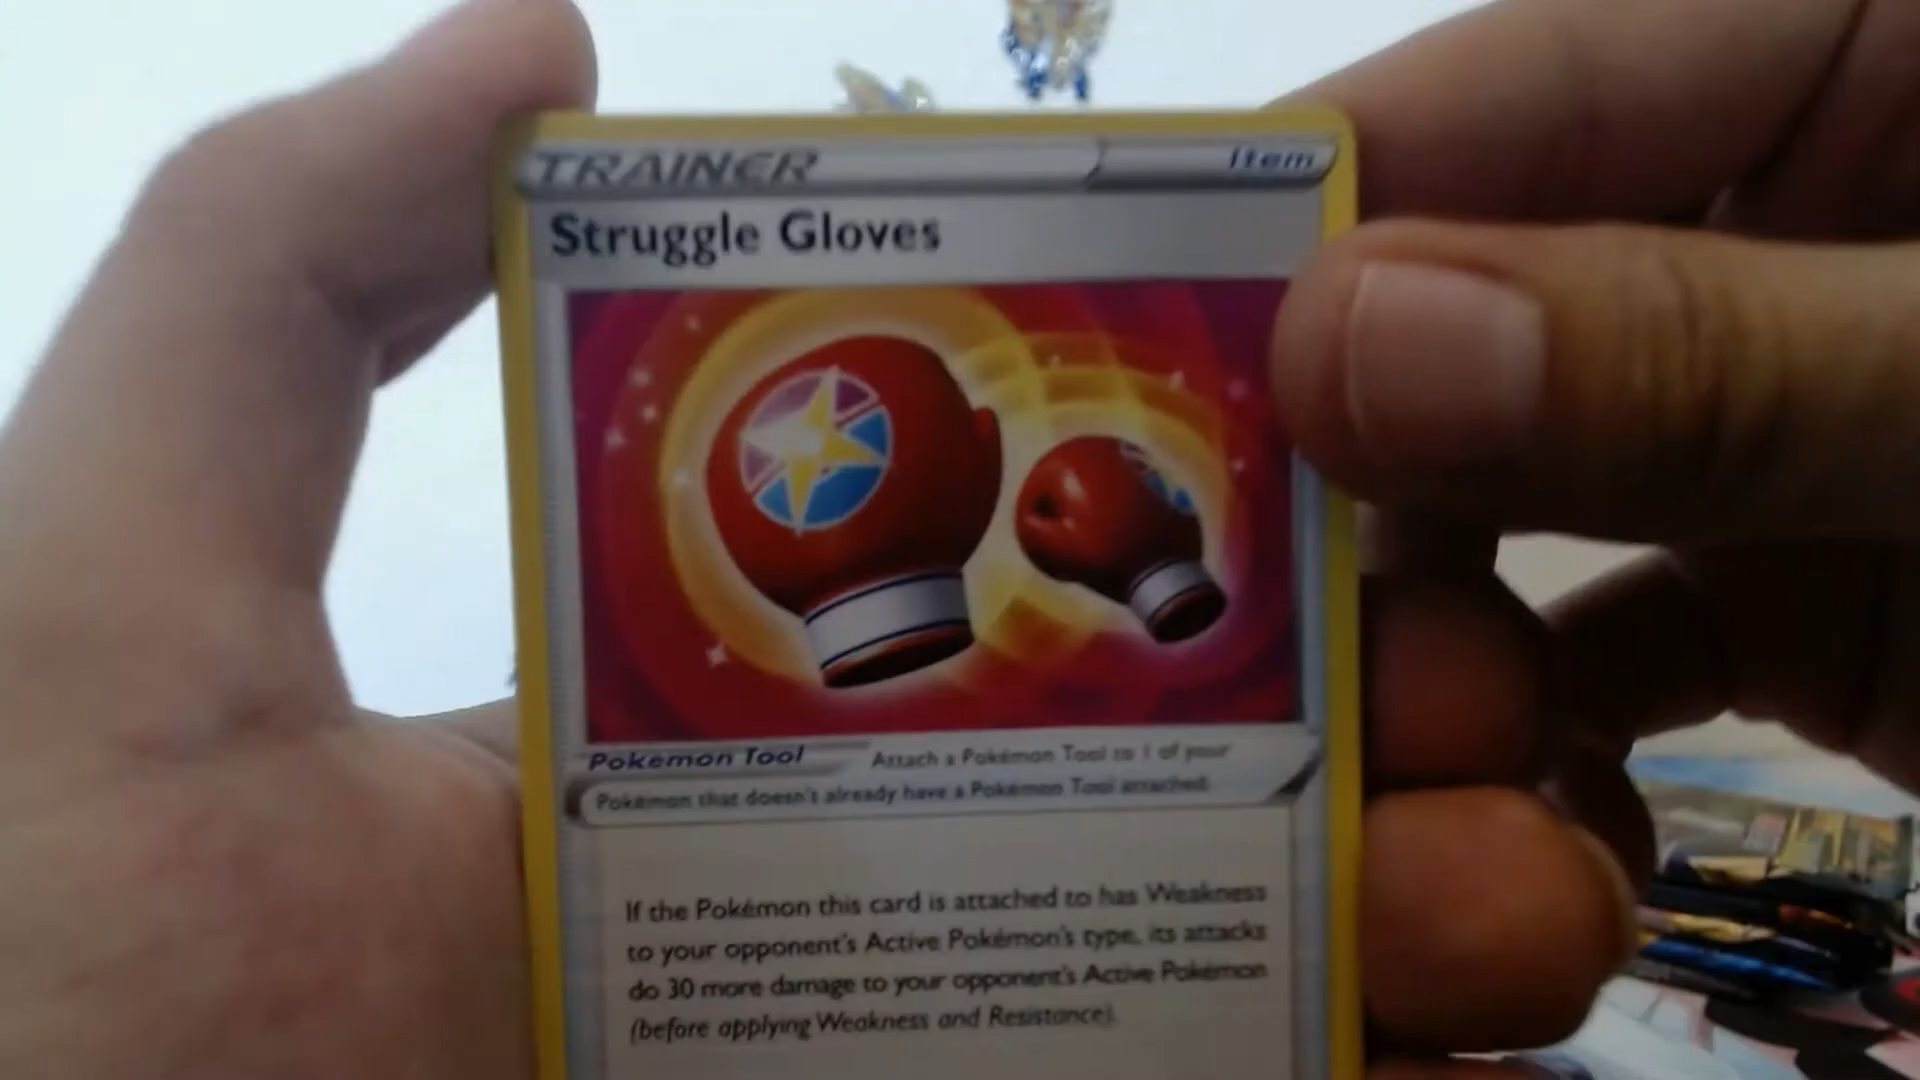 TRAINER Item
Struggle Gloves
Pokémon Tool Attach a Pokémon Tool to 1 of your
Pokémon that doesn't already have a Pokémon Tool attached.
If the Pokémon this card is attached to has Weakness
to your opponent's Active Pokémon's type, its attacks
do 30 more damage to your opponent's Active Pokémon
(before applying Weakness and Resistance).